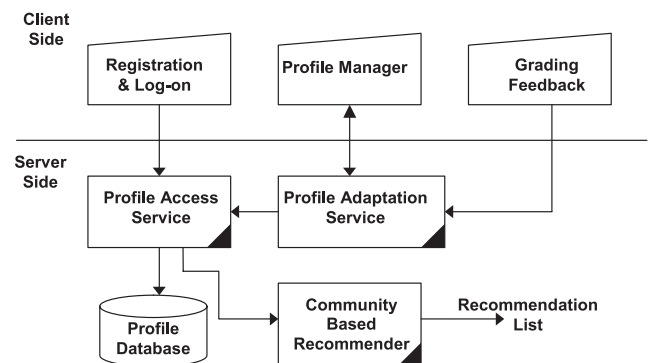 Client
Side
Registration
& Log-on
Profile Manager
Grading
Feedback
Server
Side
Profile Access
Service
Profile Adaptation
Service
Profile
Database
Community
Based
Recommender
Recommendation
List